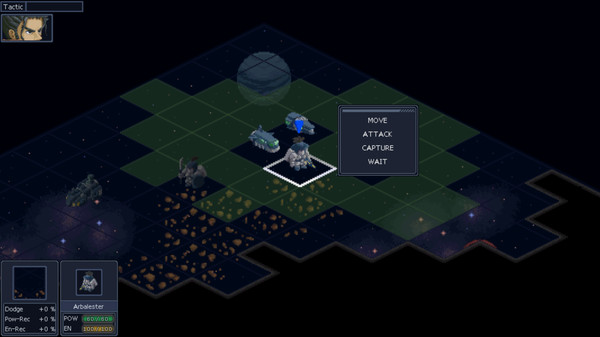 Tactic
MOVE
ATTACK
CAPTURE
WAIT
Arbalester
Dodge +0 %
Pow-Rec +0 %
En-Rec +0 %
POW
EN